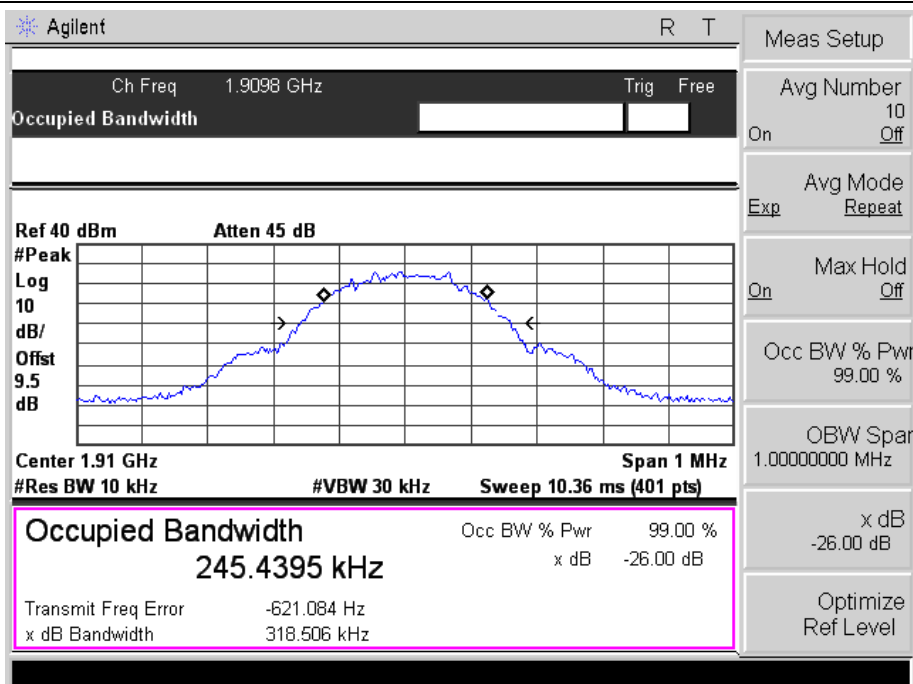 Agilent R T
Ch Freq 1.9098 GHz Trig Free
Occupied Bandwidth
Ref 40 dBm Atten 45 dB
#Peak
Log
10
dB/
Offst
9.5
dB
Center 1.91 GHz Span 1 MHz
#Res BW 10 kHz #VBW 30 kHz Sweep 10.36 ms (401 pts)
Occupied Bandwidth Occ BW % Pwr 99.00 %
245.4395 kHz x dB -26.00 dB
Transmit Freq Error -621.084 Hz
x dB Bandwidth 318.506 kHz
Meas Setup
Avg Number
10
On Off
Avg Mode
Exp Repeat
Max Hold
On Off
Occ BW % Pwr
99.00 %
OBW Span
1.00000000 MHz
x dB
-26.00 dB
Optimize
Ref Level